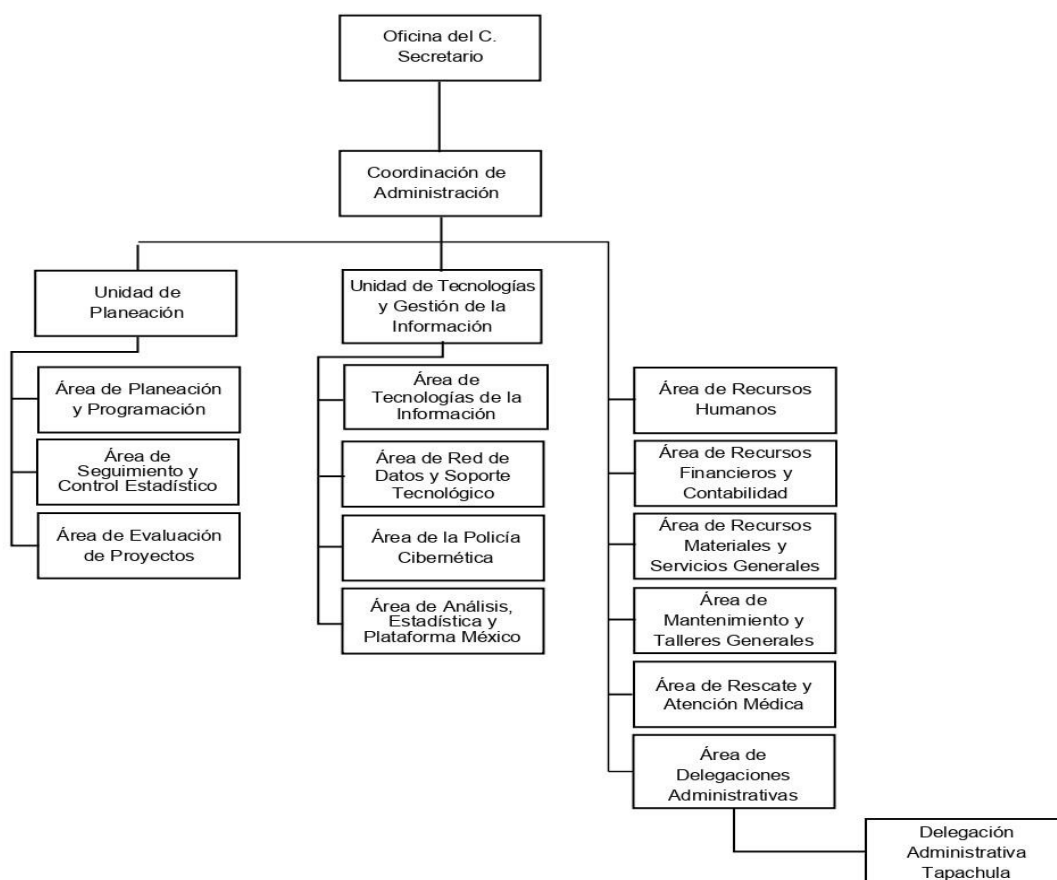 Oficina del C.
Secretario
Coordinación de
Administración
Unidad de
Planeación
Área de Planeación
y Programación
Área de
Seguimiento y
Control Estadístico
Área de Evaluación
de Proyectos
Unidad de Tecnologías
y Gestión de la
Información
Área de
Tecnologías de la
Información
Área de Red de
Datos y Soporte
Tecnológico
Área de la Policía
Cibernética
Área de Análisis,
Estadística y
Plataforma México
Área de Recursos
Humanos
Área de Recursos
Financieros y
Contabilidad
Área de Recursos
Materiales y
Servicios Generales
Área de
Mantenimiento y
Talleres Generales
Área de Rescate y
Atención Médica
Área de
Delegaciones
Administrativas
Delegación
Administrativa
Tapachula